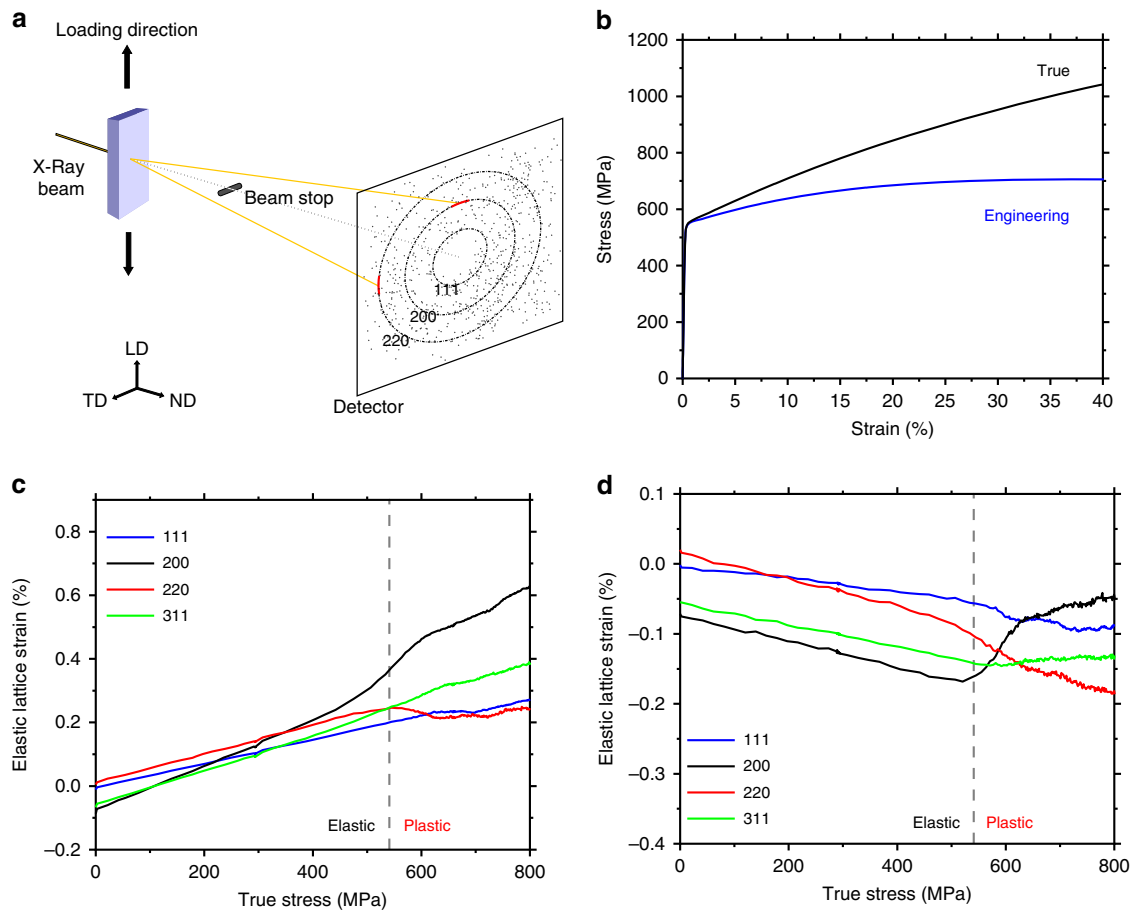 a
Loading direction
X-Ray
beam
Beam stop
111
200
220
LD
TD
ND
Detector
b
1200
1000
800
600
400
200
0
Stress (MPa)
True
Engineering
0
5
10
15
20
25
30
35
40
Strain (%)
c
0.8
0.6
0.4
0.2
0.0
−0.2
Elastic lattice strain (%)
111
200
220
311
Elastic
Plastic
0
200
400
600
800
True stress (MPa)
d
0.1
0.0
−0.1
−0.2
−0.3
−0.4
Elastic lattice strain (%)
111
200
220
311
Elastic
Plastic
0
200
400
600
800
True stress (MPa)